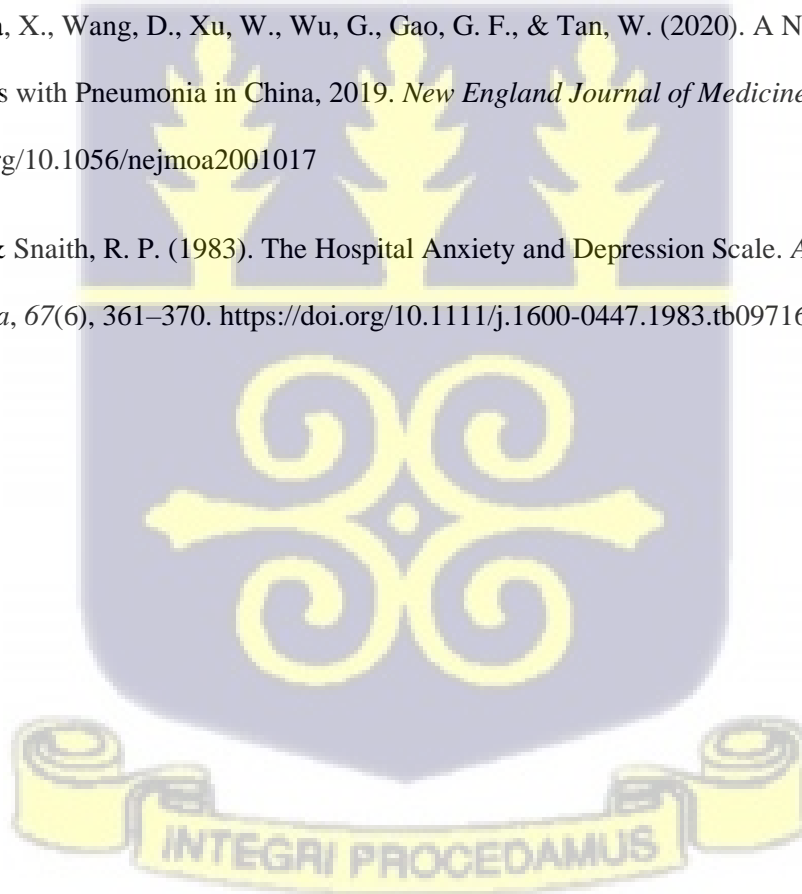 , X., Wang, D., Xu, W., Wu, G., Gao, G. F., & Tan, W. (2020). A N
s with Pneumonia in China, 2019. New England Journal of Medicine
rg/10.1056/nejmoa2001017
& Snaith, R. P. (1983). The Hospital Anxiety and Depression Scale. A
a, 67(6), 361–370. https://doi.org/10.1111/j.1600-0447.1983.tb09716
INTEGRI PROCEDAMUS